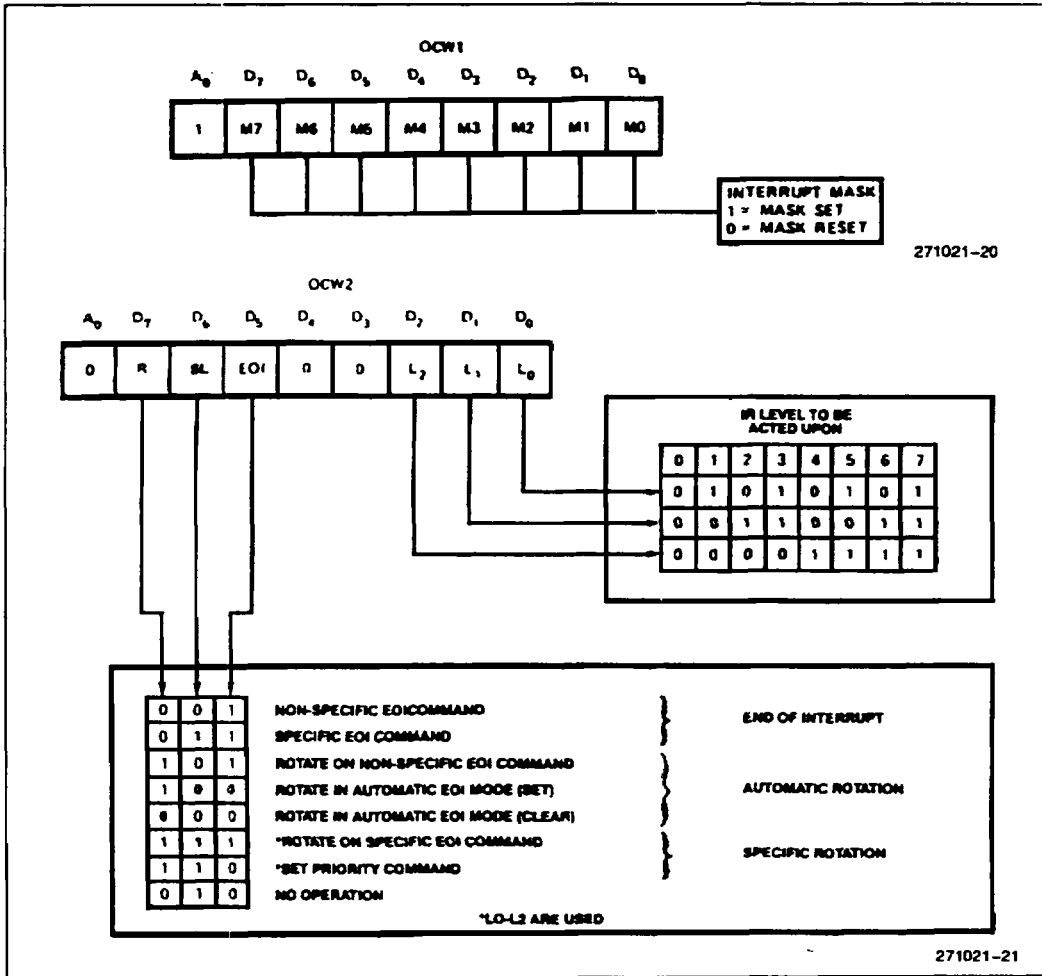 OCW1
A0 D7 D6 D5 D4 D3 D2 D1 D0
1 M7 M6 M5 M4 M3 M2 M1 M0
INTERRUPT MASK
1 = MASK SET
0 = MASK RESET
271021-20
OCW2
A0 D7 D6 D5 D4 D3 D2 D1 D0
0 R SL EOI 0 0 L2 L1 L0
IR LEVEL TO BE
ACTED UPON
0 1 2 3 4 5 6 7
0 1 0 1 0 1 0 1
0 0 1 1 0 0 1 1
0 0 0 0 1 1 1 1
0 0 1 NON-SPECIFIC EOICOMMAND
0 1 1 SPECIFIC EOI COMMAND
END OF INTERRUPT
1 0 1 ROTATE ON NON-SPECIFIC EOI COMMAND
1 0 0 ROTATE IN AUTOMATIC EOI MODE (SET)
0 0 0 ROTATE IN AUTOMATIC EOI MODE (CLEAR)
AUTOMATIC ROTATION
1 1 1 *ROTATE ON SPECIFIC EOI COMMAND
1 1 0 *SET PRIORITY COMMAND
SPECIFIC ROTATION
0 1 0 NO OPERATION
*LO-L2 ARE USED
271021-21